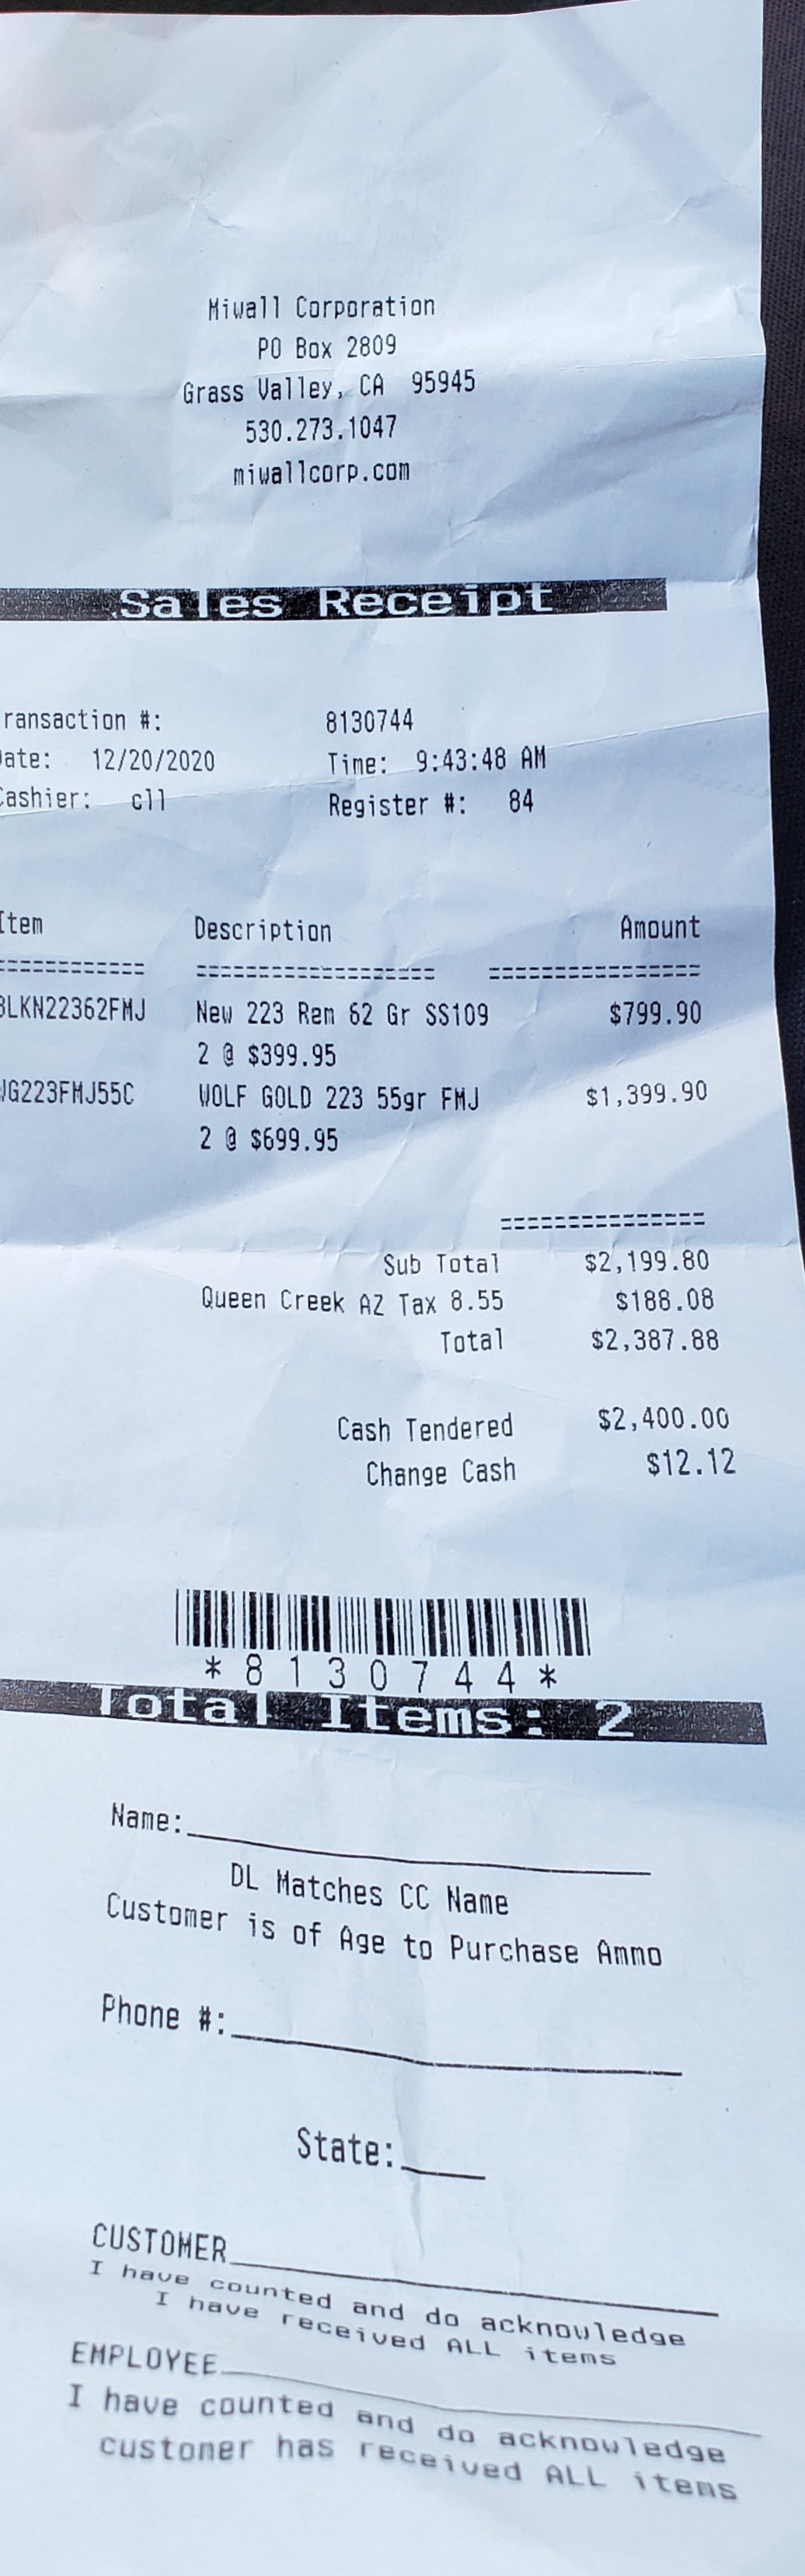 Miwall Corporation
PO Box 2809
Grass Valley, CA 95945
530.273.1047
miwallcorp.com
Sales Receipt
ransaction #: 8130744
ate: 12/20/2020 Time: 9:43:48 AM
Cashier: cll Register #: 84
Item Description Amount
============ ================== ================
BLKN22362FMJ New 223 Rem 62 Gr SS109 $799.90
2 @ $399.95
WG223FMJ55C WOLF GOLD 223 55gr FMJ $1,399.90
2 @ $699.95
===============
Sub Total $2,199.80
Queen Creek AZ Tax 8.55 $188.08
Total $2,387.88
Cash Tendered $2,400.00
Change Cash $12.12
*8130744*
Total Items: 2
Name:
DL Matches CC Name
Customer is of Age to Purchase Ammo
Phone #:
State:
CUSTOMER
I have counted and do acknowledge
I have received ALL items
EMPLOYEE
I have counted and do acknowledge
customer has received ALL items